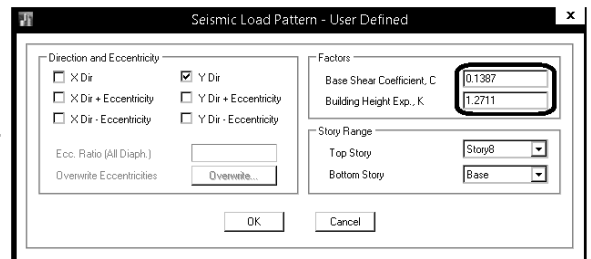 Seismic Load Pattern - User Defined
x
Direction and Eccentricity
X Dir
Y Dir
X Dir + Eccentricity
Y Dir + Eccentricity
X Dir - Eccentricity
Y Dir - Eccentricity
Ecc. Ratio (All Diaph.)
Overwrite Eccentricities
Overwrite...
Factors
Base Shear Coefficient, C
0.1387
Building Height Exp., K
1.2711
Story Range
Top Story
Story8
Bottom Story
Base
OK
Cancel